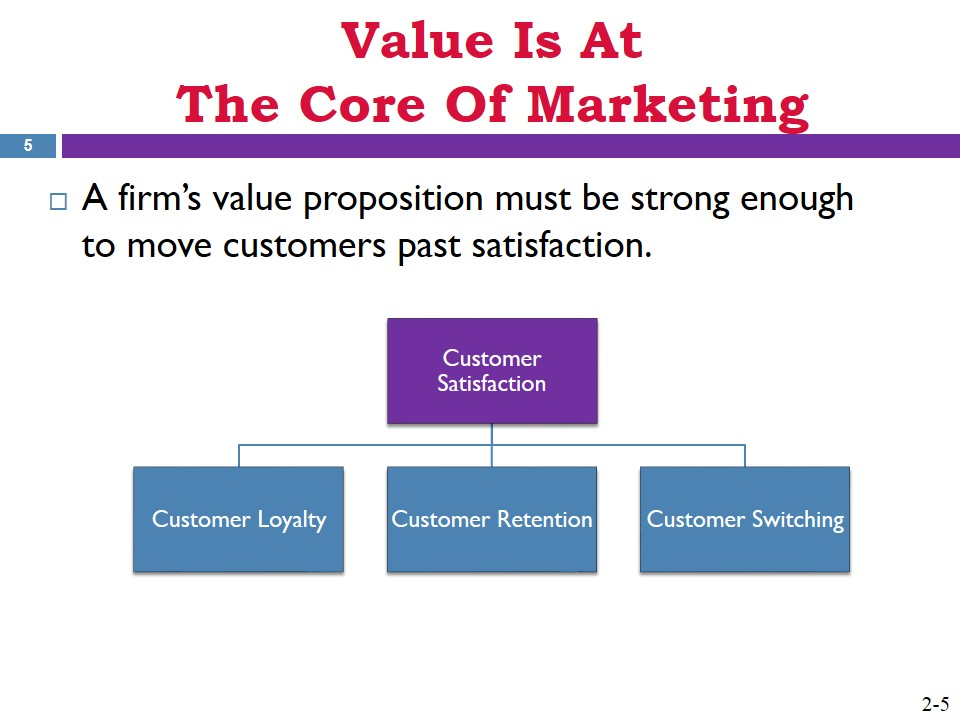 Value Is At
The Core Of Marketing
5
A firm’s value proposition must be strong enough
to move customers past satisfaction.
Customer
Satisfaction
Customer Loyalty
Customer Retention
Customer Switching
2-5